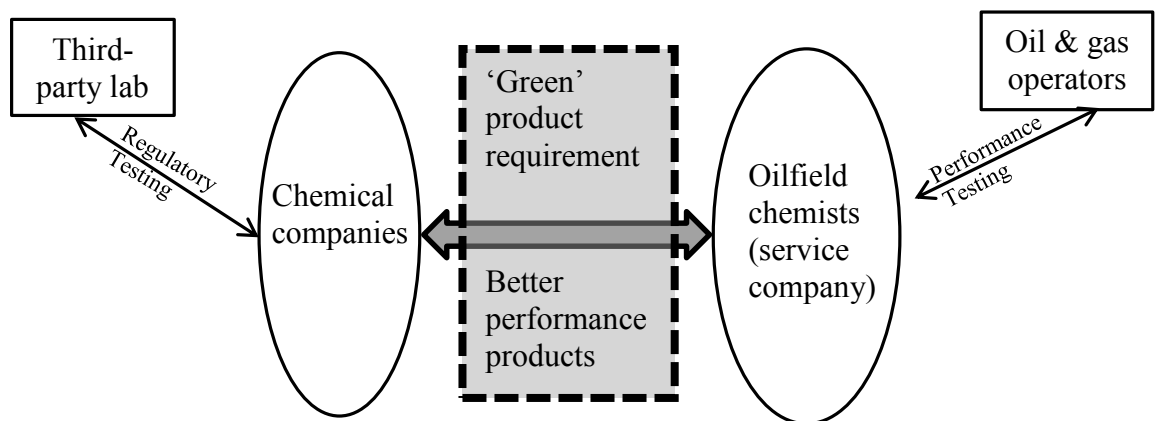 Third-
party lab
Regulatory
Testing
Chemical
companies
‘Green’
product
requirement
Better
performance
products
Oilfield
chemists
(service
company)
Oil & gas
operators
Performance
Testing